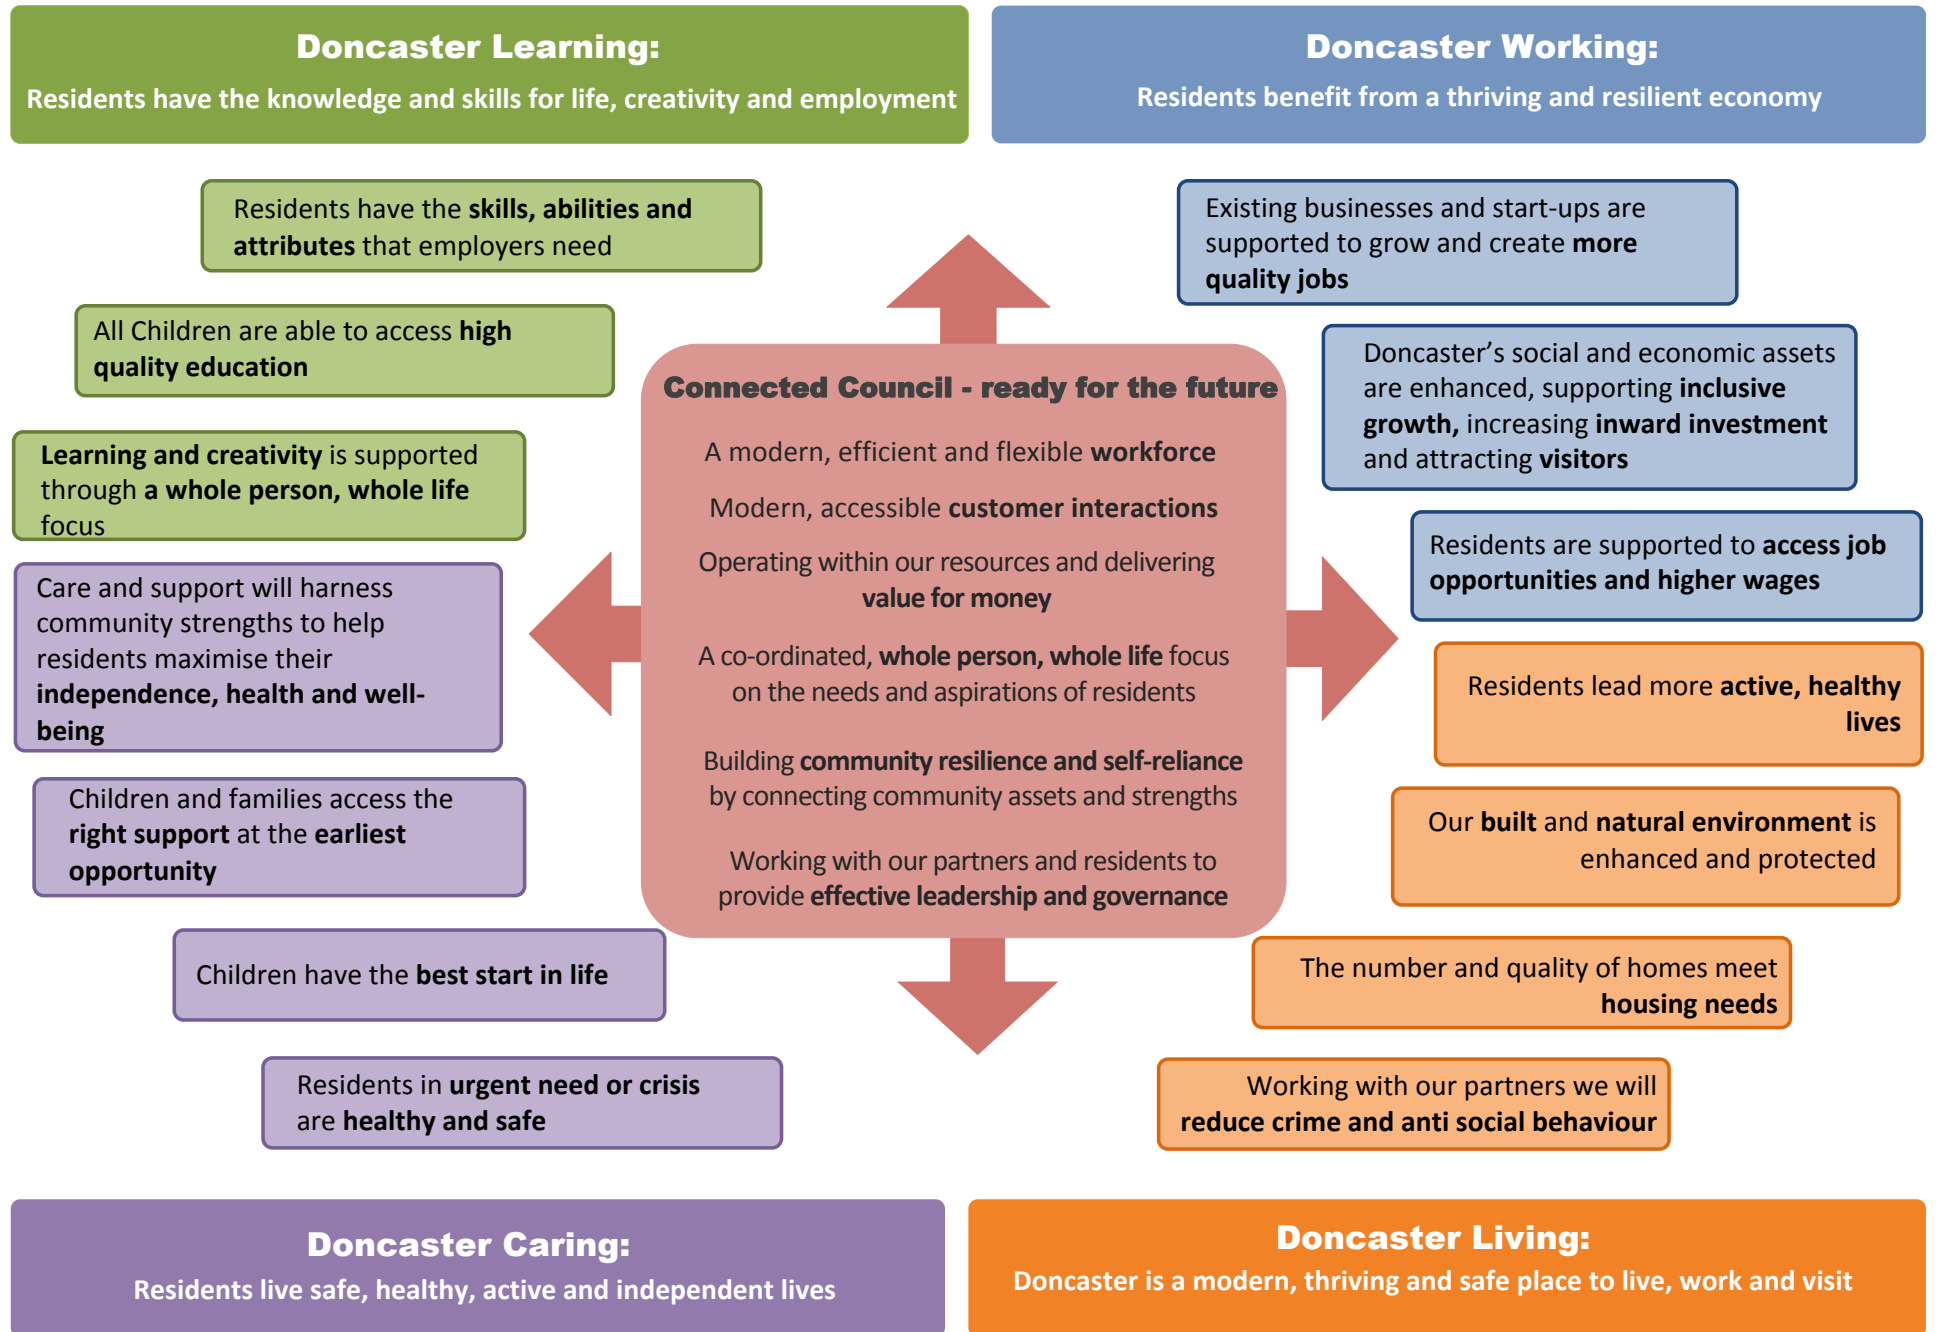 Doncaster Learning:
Residents have the knowledge and skills for life, creativity and employment
Doncaster Working:
Residents benefit from a thriving and resilient economy
Residents have the skills, abilities and
attributes that employers need
All Children are able to access high
quality education
Learning and creativity is supported
through a whole person, whole life
focus
Existing businesses and start-ups are
supported to grow and create more
quality jobs
Doncaster’s social and economic assets
are enhanced, supporting inclusive
growth, increasing inward investment
and attracting visitors
Residents are supported to access job
opportunities and higher wages
Connected Council - ready for the future
A modern, efficient and flexible workforce
Modern, accessible customer interactions
Operating within our resources and delivering
value for money
A co-ordinated, whole person, whole life focus
on the needs and aspirations of residents
Building community resilience and self-reliance
by connecting community assets and strengths
Working with our partners and residents to
provide effective leadership and governance
Care and support will harness
community strengths to help
residents maximise their
independence, health and well-
being
Children and families access the
right support at the earliest
opportunity
Children have the best start in life
Residents in urgent need or crisis
are healthy and safe
Residents lead more active, healthy
lives
Our built and natural environment is
enhanced and protected
The number and quality of homes meet
housing needs
Working with our partners we will
reduce crime and anti social behaviour
Doncaster Caring:
Residents live safe, healthy, active and independent lives
Doncaster Living:
Doncaster is a modern, thriving and safe place to live, work and visit